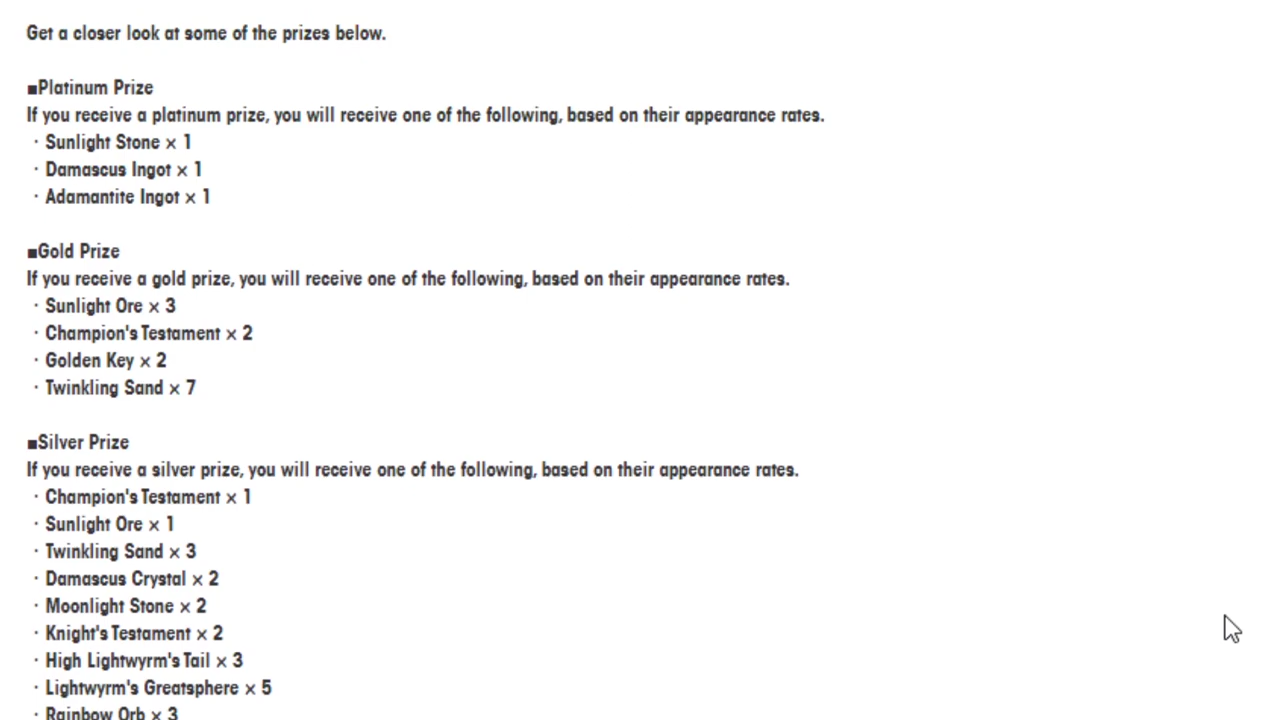 Get a closer look at some of the prizes below.
■Platinum Prize
If you receive a platinum prize, you will receive one of the following, based on their appearance rates.
・Sunlight Stone × 1
・Damascus Ingot × 1
・Adamantite Ingot × 1
■Gold Prize
If you receive a gold prize, you will receive one of the following, based on their appearance rates.
・Sunlight Ore × 3
・Champion's Testament × 2
・Golden Key × 2
・Twinkling Sand × 7
■Silver Prize
If you receive a silver prize, you will receive one of the following, based on their appearance rates.
・Champion's Testament × 1
・Sunlight Ore × 1
・Twinkling Sand × 3
・Damascus Crystal × 2
・Moonlight Stone × 2
・Knight's Testament × 2
・High Lightwyrm's Tail × 3
・Lightwyrm's Greatsphere × 5
・Rainbow Orb × 3